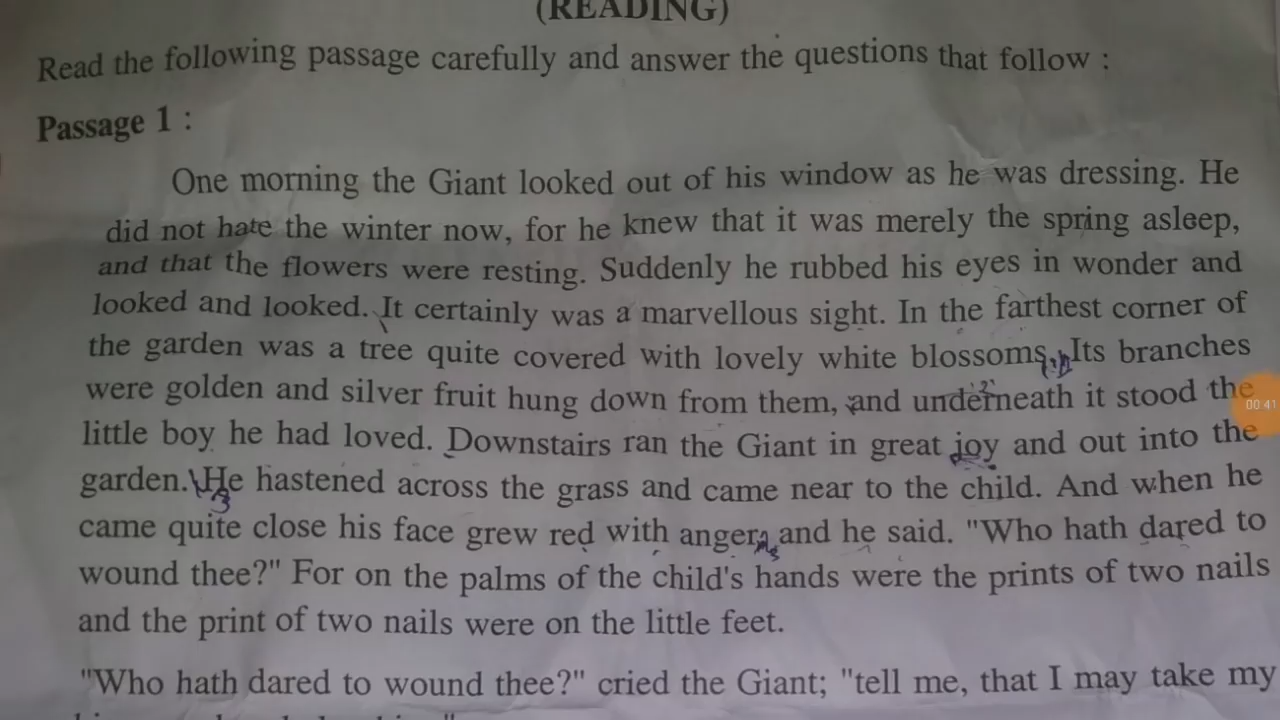 (READING)
Read the following passage carefully and answer the questions that follow :
Passage 1 :
One morning the Giant looked out of his window as he was dressing. He
did not hate the winter now, for he knew that it was merely the spring asleep,
and that the flowers were resting. Suddenly he rubbed his eyes in wonder and
looked and looked. It certainly was a marvellous sight. In the farthest corner of
the garden was a tree quite covered with lovely white blossoms. Its branches
were golden and silver fruit hung down from them, and underneath it stood the
00:41
little boy he had loved. Downstairs ran the Giant in great joy and out into the
garden. He hastened across the grass and came near to the child. And when he
came quite close his face grew red with anger, and he said. "Who hath dared to
wound thee?" For on the palms of the child's hands were the prints of two nails
and the print of two nails were on the little feet.
"Who hath dared to wound thee?" cried the Giant; "tell me, that I may take my